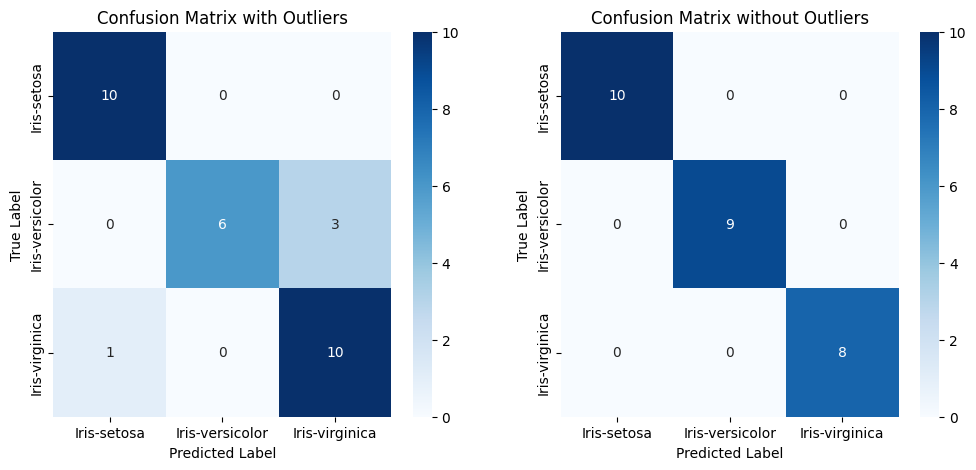 Confusion Matrix with Outliers
Iris-setosa
Iris-versicolor
Iris-virginica
True Label
10 0 0
0 6 3
1 0 10
Iris-setosa Iris-versicolor Iris-virginica
Predicted Label
10
8
6
4
2
0
Confusion Matrix without Outliers
Iris-setosa
Iris-versicolor
Iris-virginica
True Label
10 0 0
0 9 0
0 0 8
Iris-setosa Iris-versicolor Iris-virginica
Predicted Label
10
8
6
4
2
0